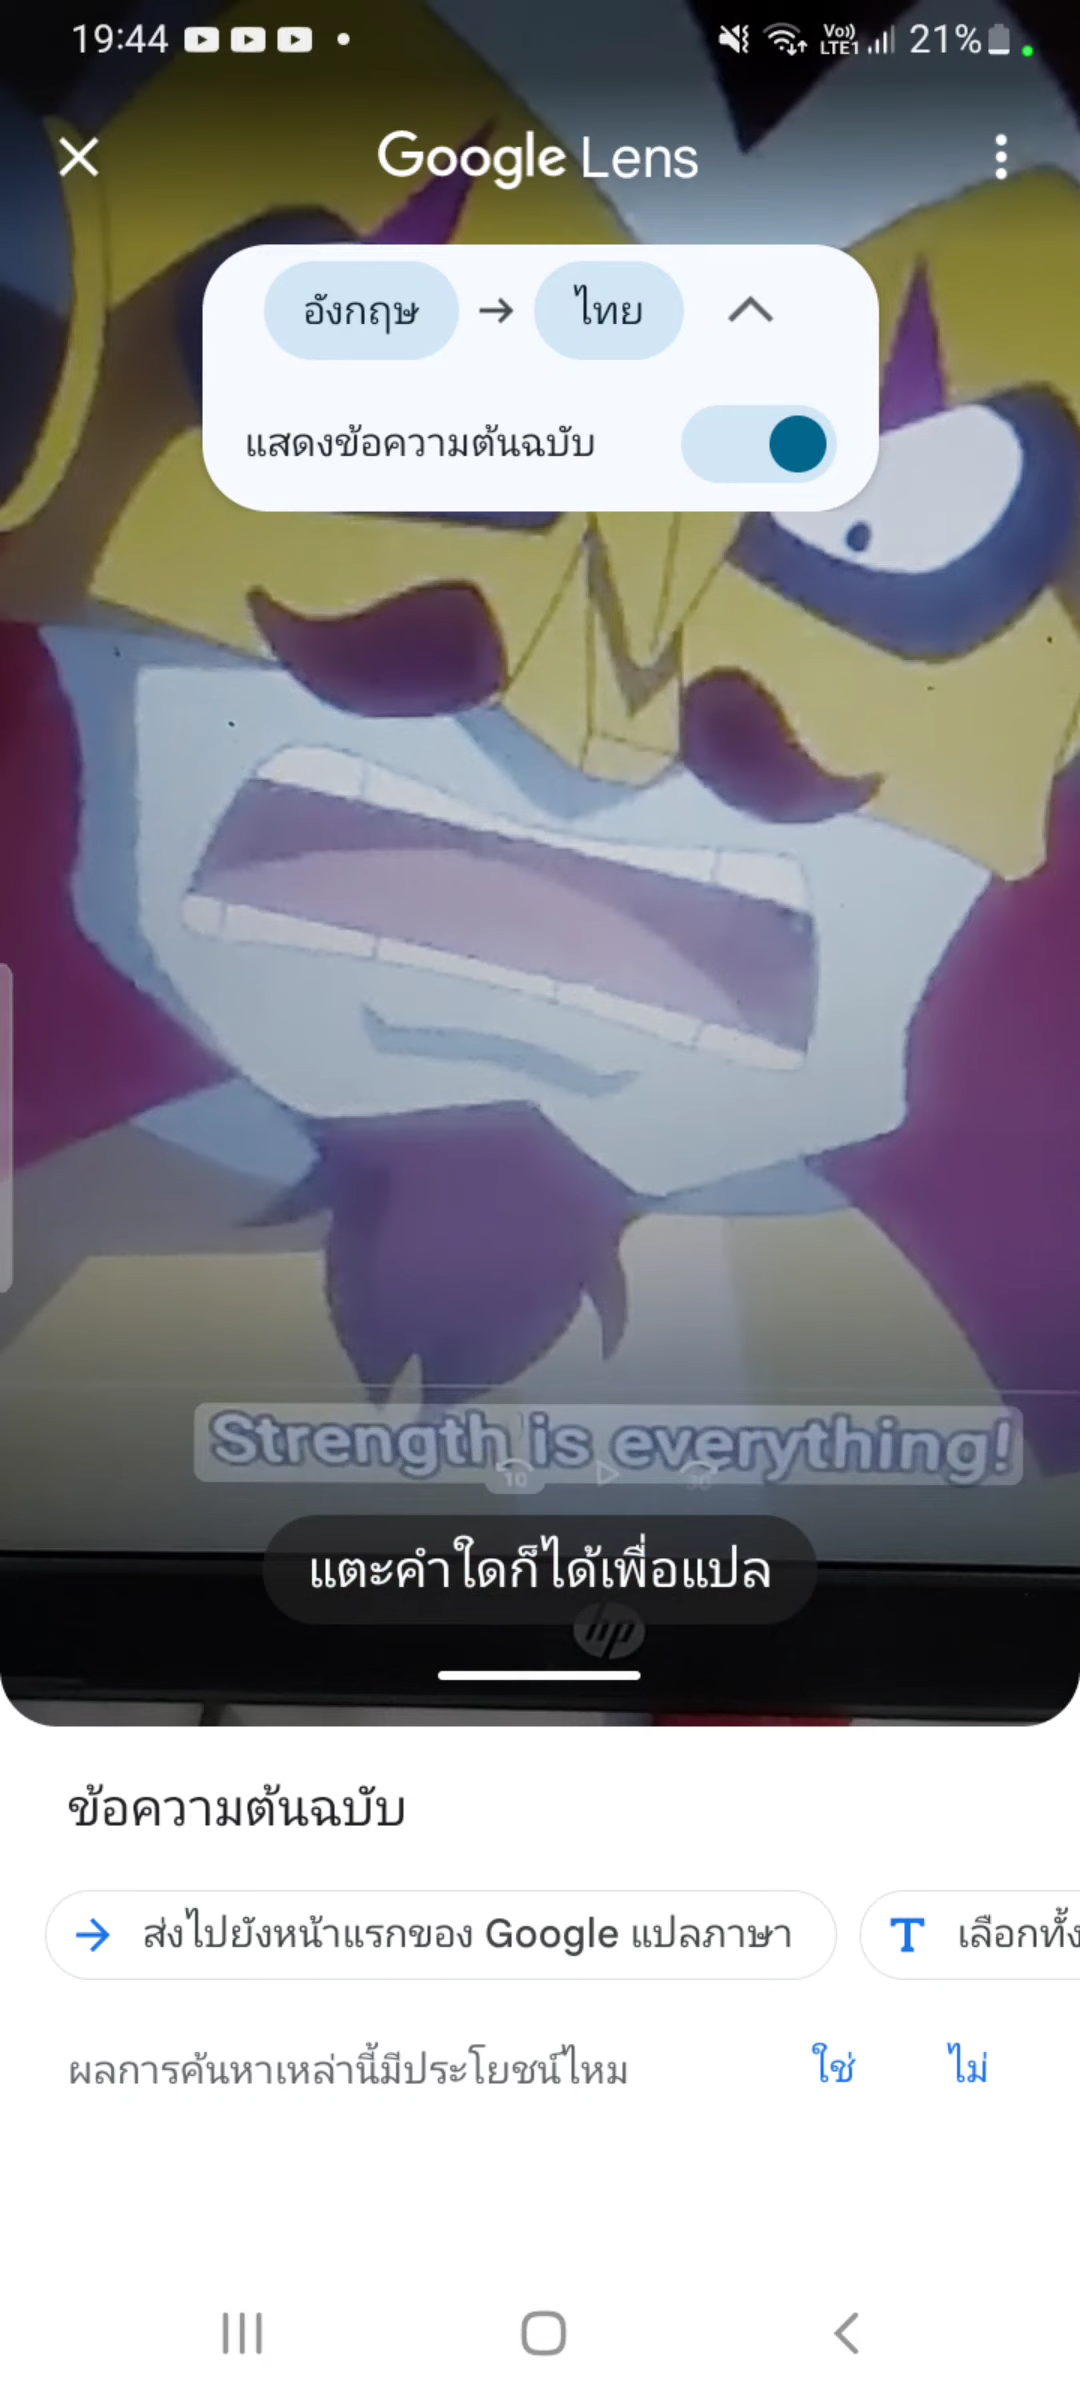 19:44
Vo))
LTE1
21%
Google Lens
อังกฤษ → ไทย
แสดงข้อความต้นฉบับ
Strength is everything!
10
30
แตะคำใดก็ได้เพื่อแปล
hp
ข้อความต้นฉบับ
→ ส่งไปยังหน้าแรกของ Google แปลภาษา
T เลือกทั้ง
ผลการค้นหาเหล่านี้มีประโยชน์ไหม
ใช่
ไม่